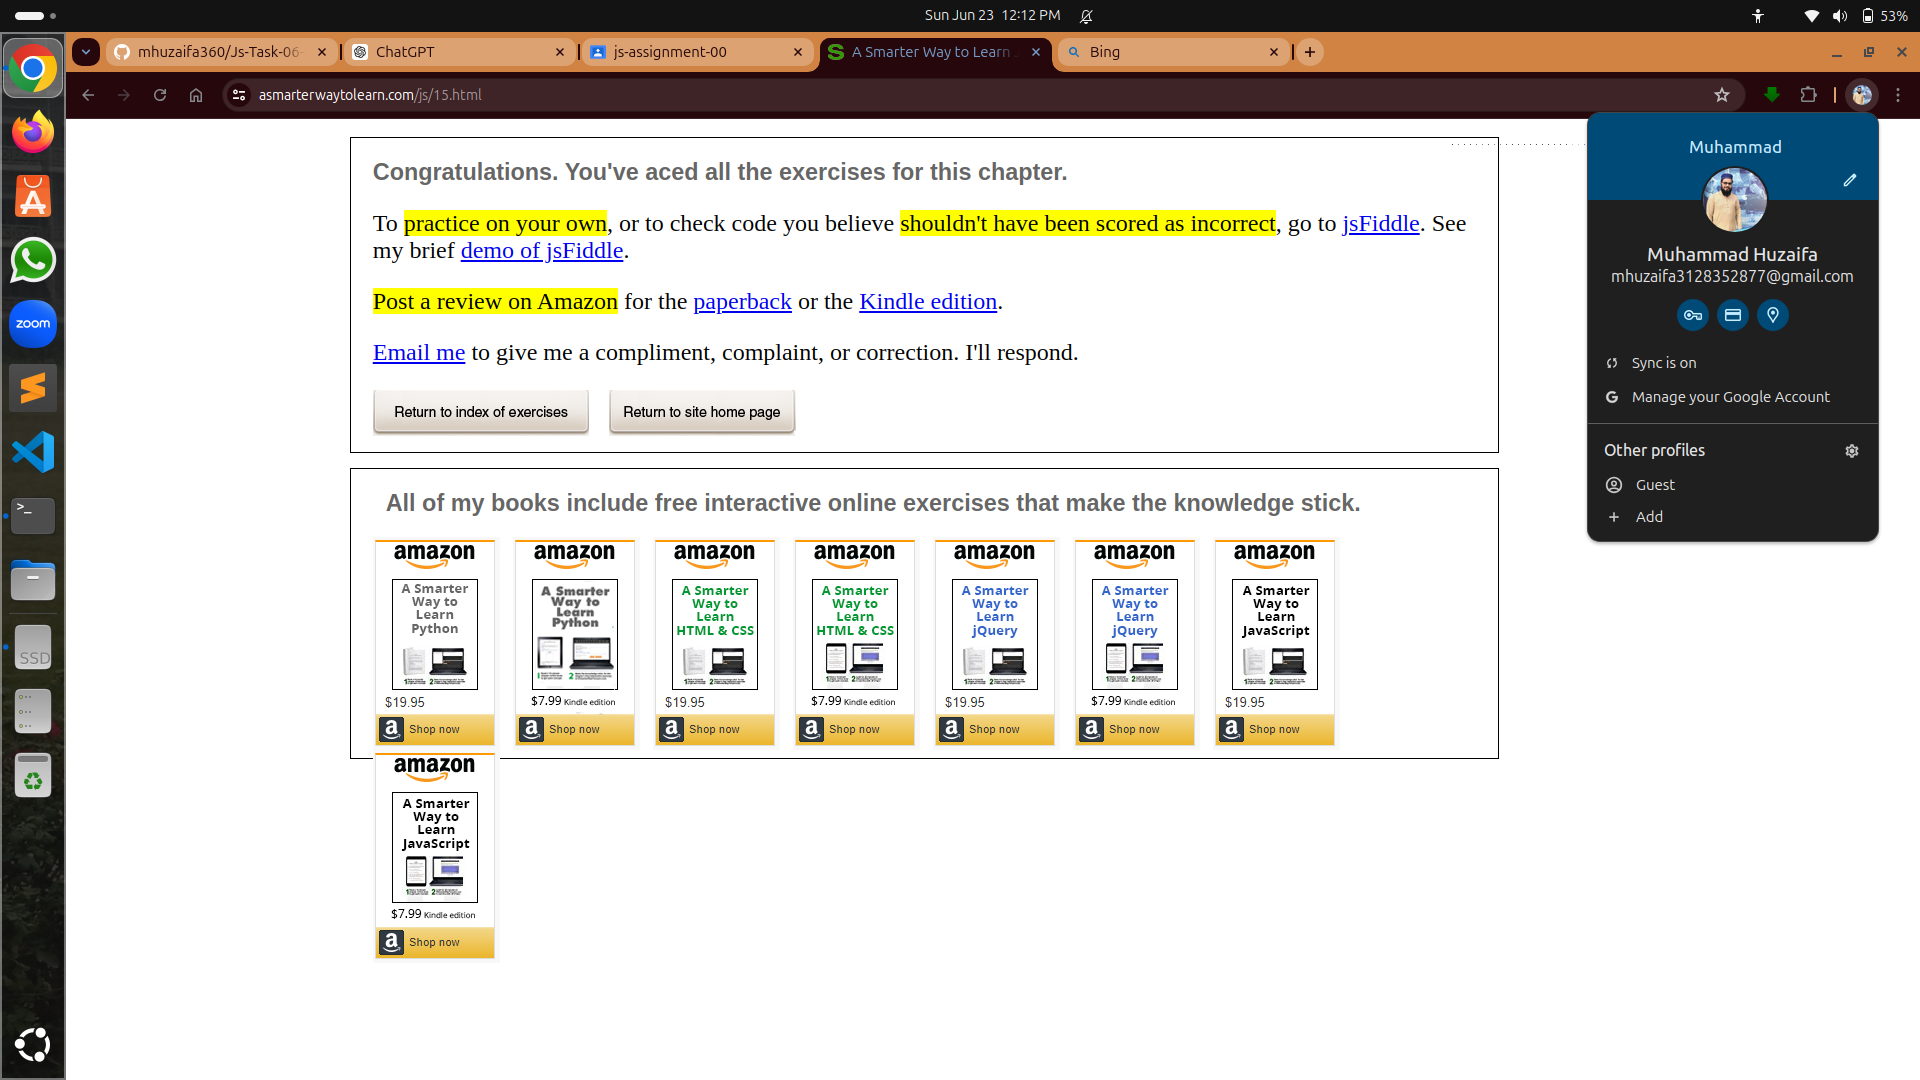 Sun Jun 23 12:12 PM
53%
mhuzaifa360/Js-Task-06-
ChatGPT
js-assignment-00
A Smarter Way to Learn J
Bing
asmarterwaytolearn.com/js/15.html
Congratulations. You've aced all the exercises for this chapter.
To practice on your own, or to check code you believe shouldn't have been scored as incorrect, go to jsFiddle. See
my brief demo of jsFiddle.
Post a review on Amazon for the paperback or the Kindle edition.
Email me to give me a compliment, complaint, or correction. I'll respond.
Return to index of exercises
Return to site home page
Muhammad
Muhammad Huzaifa
mhuzaifa3128352877@gmail.com
Sync is on
Manage your Google Account
Other profiles
Guest
Add
zoom
SSD
All of my books include free interactive online exercises that make the knowledge stick.
amazon
A Smarter
Way to
Learn
Python
$19.95
Shop now
amazon
A Smarter
Way to
Learn
Python
$7.99 Kindle edition
Shop now
amazon
A Smarter
Way to
Learn
HTML & CSS
$19.95
Shop now
amazon
A Smarter
Way to
Learn
HTML & CSS
$7.99 Kindle edition
Shop now
amazon
A Smarter
Way to
Learn
jQuery
$19.95
Shop now
amazon
A Smarter
Way to
Learn
jQuery
$7.99 Kindle edition
Shop now
amazon
A Smarter
Way to
Learn
JavaScript
$19.95
Shop now
amazon
A Smarter
Way to
Learn
JavaScript
$7.99 Kindle edition
Shop now